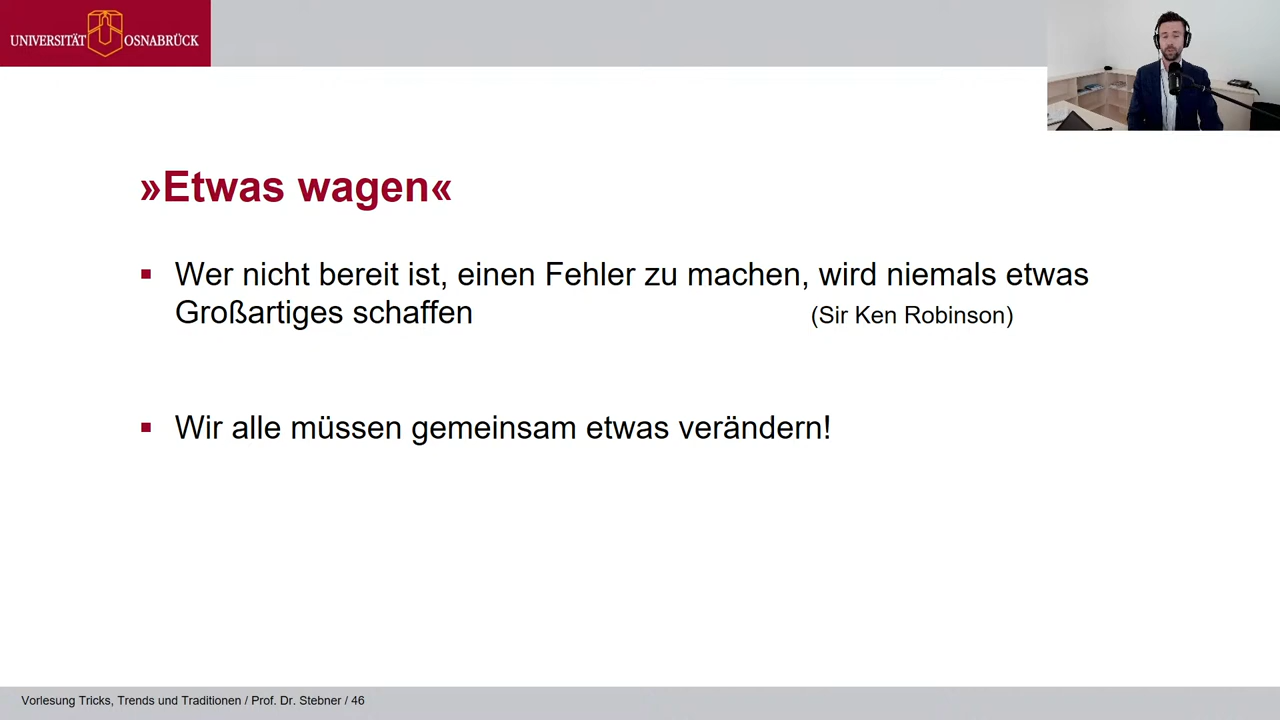 UNIVERSITÄT OSNABRÜCK
»Etwas wagen«
Wer nicht bereit ist, einen Fehler zu machen, wird niemals etwas
Großartiges schaffen (Sir Ken Robinson)
Wir alle müssen gemeinsam etwas verändern!
Vorlesung Tricks, Trends und Traditionen / Prof. Dr. Stebner / 46